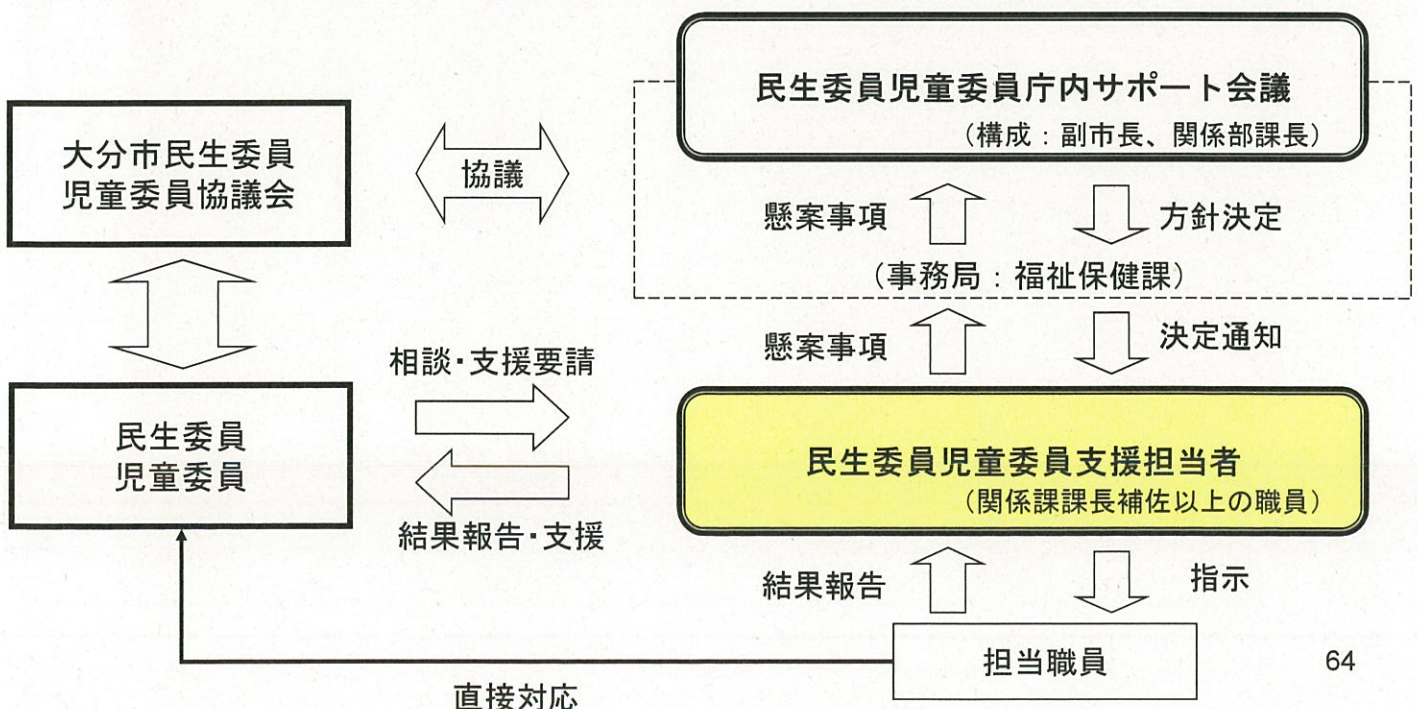 民生委員児童委員庁内サポート会議
（構成：副市長、関係部課長）
大分市民生委員
児童委員協議会
協議
懸案事項
方針決定
（事務局：福祉保健課）
懸案事項
決定通知
相談・支援要請
民生委員
児童委員
民生委員児童委員支援担当者
（関係課課長補佐以上の職員）
結果報告・支援
結果報告
指示
担当職員
直接対応
64